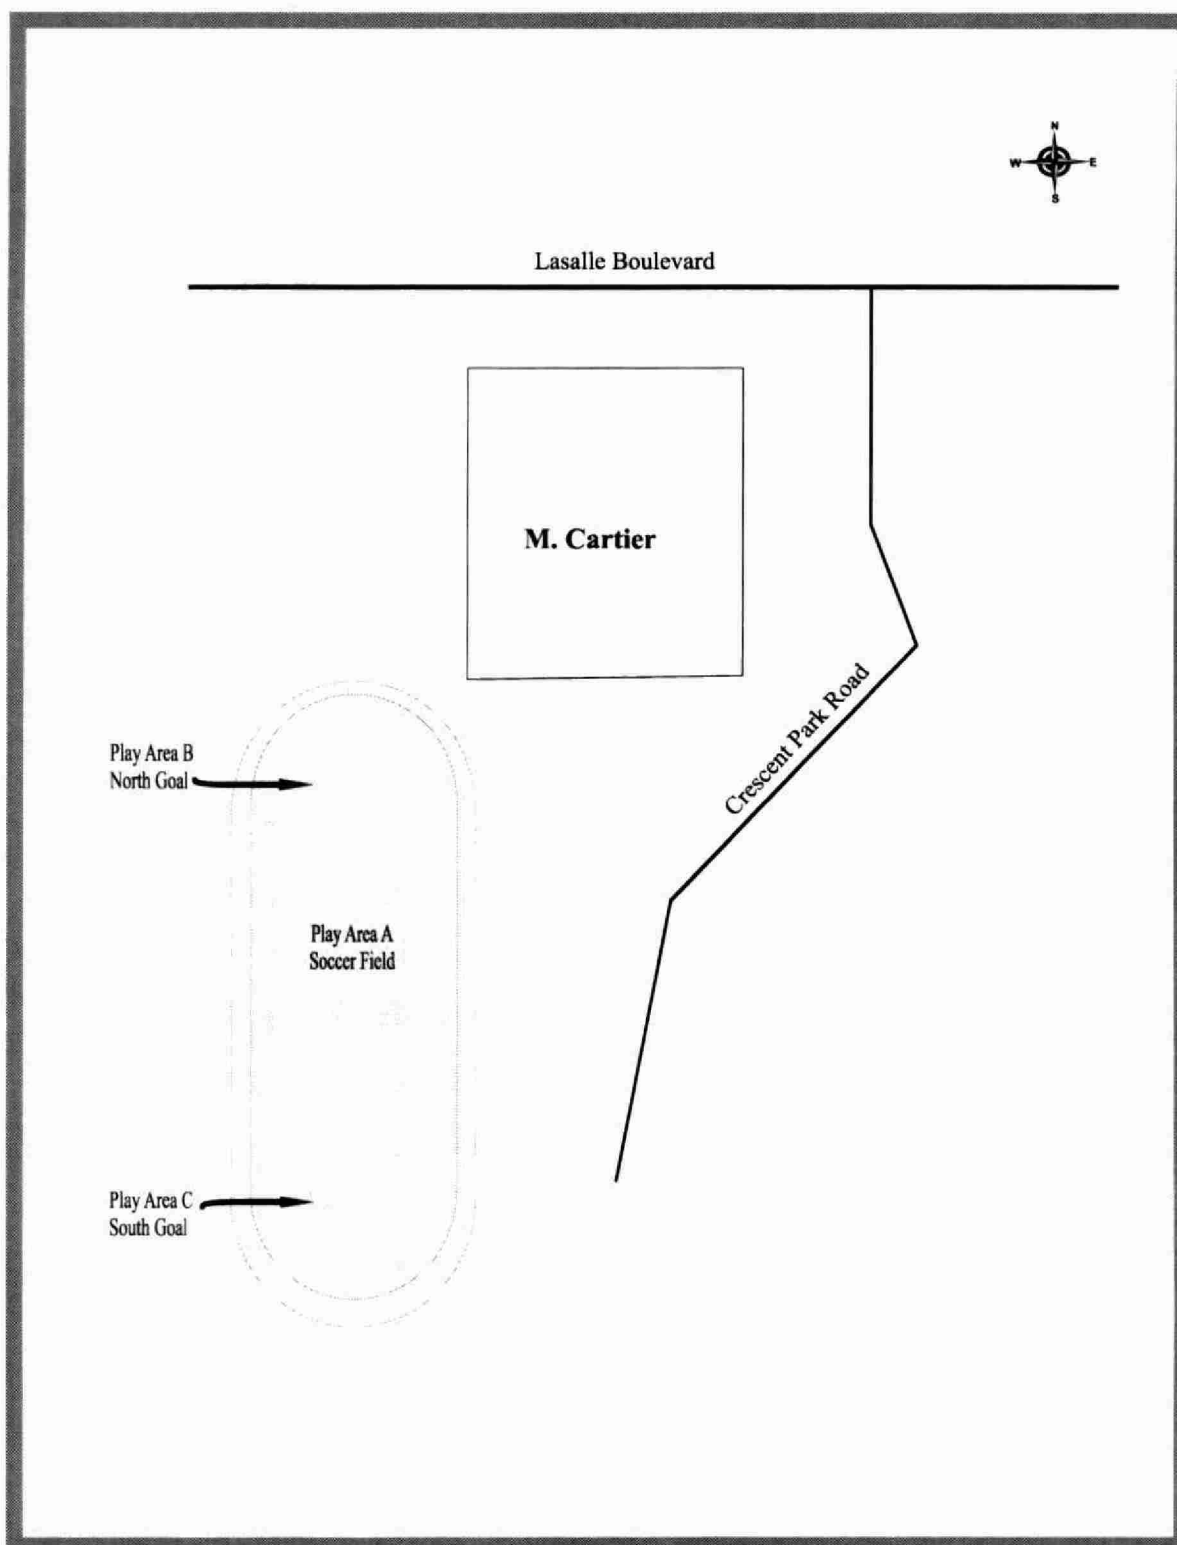 N
W E
S
Lasalle Boulevard
M. Cartier
Crescent Park Road
Play Area B
North Goal
Play Area A
Soccer Field
Play Area C
South Goal